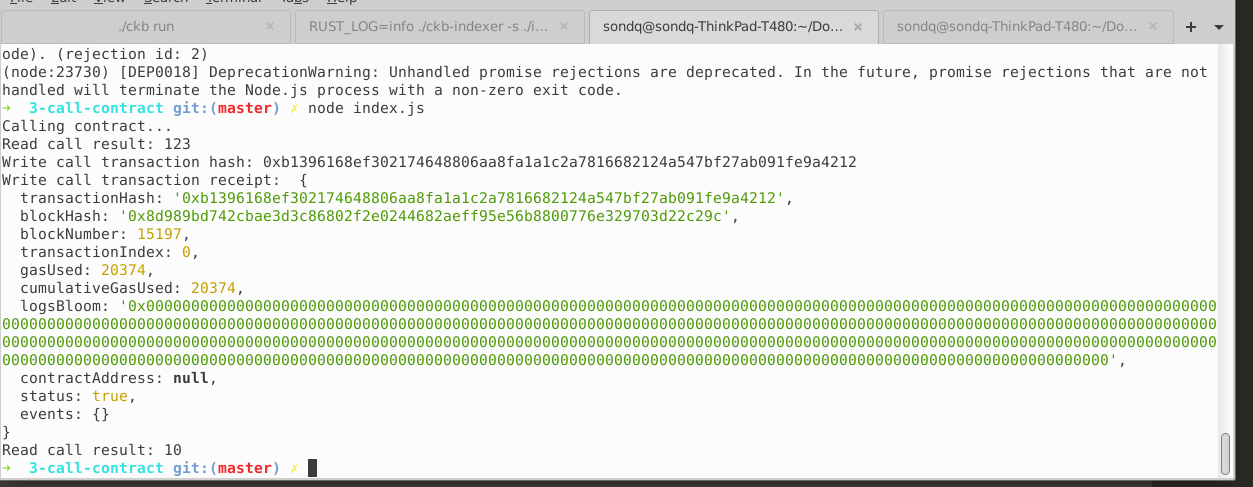 File Edit View Search Terminal Tabs Help
./ckb run × RUST_LOG=info ./ckb-indexer -s ./i... × sondq@sondq-ThinkPad-T480:~/Do... × sondq@sondq-ThinkPad-T480:~/Do... × + ▾
ode). (rejection id: 2)
(node:23730) [DEP0018] DeprecationWarning: Unhandled promise rejections are deprecated. In the future, promise rejections that are not
handled will terminate the Node.js process with a non-zero exit code.
➜ 3-call-contract git:(master) ✗ node index.js
Calling contract...
Read call result: 123
Write call transaction hash: 0xb1396168ef302174648806aa8fa1a1c2a7816682124a547bf27ab091fe9a4212
Write call transaction receipt:  {
  transactionHash: '0xb1396168ef302174648806aa8fa1a1c2a7816682124a547bf27ab091fe9a4212',
  blockHash: '0x8d989bd742cbae3d3c86802f2e0244682aeff95e56b8800776e329703d22c29c',
  blockNumber: 15197,
  transactionIndex: 0,
  gasUsed: 20374,
  cumulativeGasUsed: 20374,
  logsBloom: '0x00000000000000000000000000000000000000000000000000000000000000000000000000000000000000000000000000000000000000000000000
000000000000000000000000000000000000000000000000000000000000000000000000000000000000000000000000000000000000000000000000000000000000000
000000000000000000000000000000000000000000000000000000000000000000000000000000000000000000000000000000000000000000000000000000000000000
000000000000000000000000000000000000000000000000000000000000000000000000000000000000000000000000000000000000000000000000000',
  contractAddress: null,
  status: true,
  events: {}
}
Read call result: 10
➜ 3-call-contract git:(master) ✗